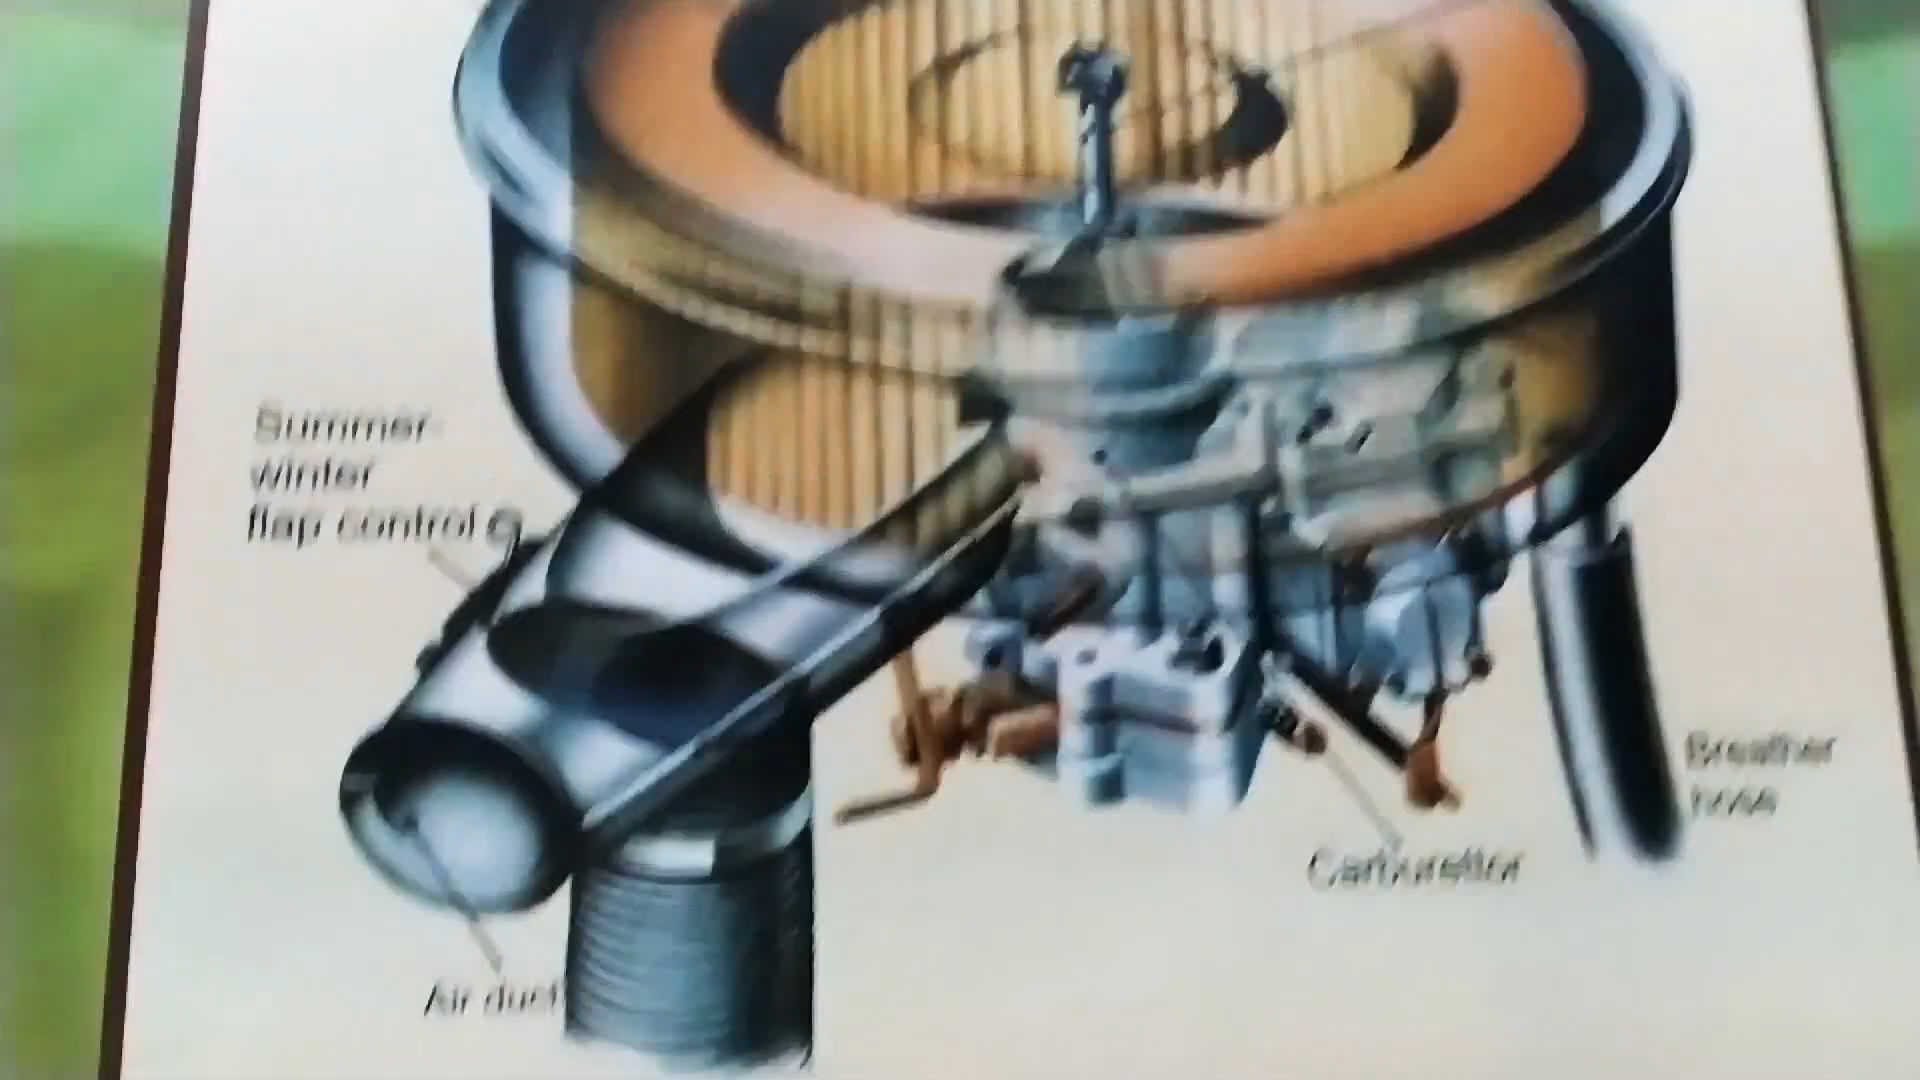 Summer-
winter
flap control
Breather
hose
Carburettor
Air duct